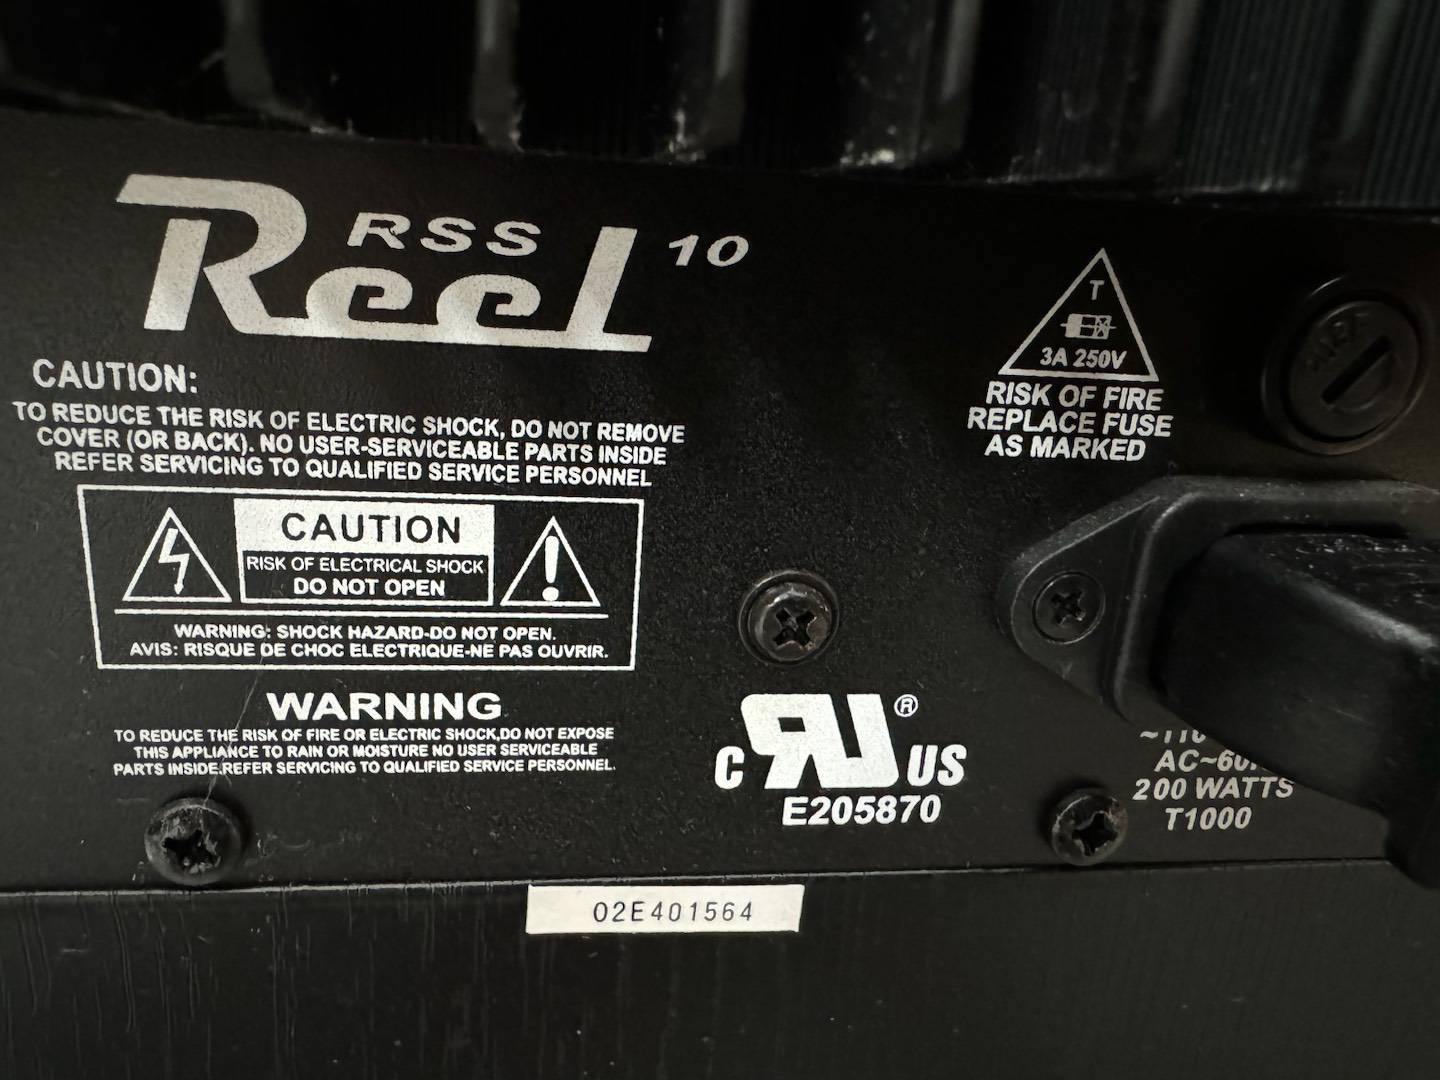 RSS
Reel 10
CAUTION:
TO REDUCE THE RISK OF ELECTRIC SHOCK, DO NOT REMOVE
COVER (OR BACK). NO USER-SERVICEABLE PARTS INSIDE
REFER SERVICING TO QUALIFIED SERVICE PERSONNEL
CAUTION
RISK OF ELECTRICAL SHOCK
DO NOT OPEN
WARNING: SHOCK HAZARD-DO NOT OPEN.
AVIS: RISQUE DE CHOC ELECTRIQUE-NE PAS OUVRIR.
WARNING
TO REDUCE THE RISK OF FIRE OR ELECTRIC SHOCK,DO NOT EXPOSE
THIS APPLIANCE TO RAIN OR MOISTURE NO USER SERVICEABLE
PARTS INSIDE,REFER SERVICING TO QUALIFIED SERVICE PERSONNEL.
T
3A 250V
RISK OF FIRE
REPLACE FUSE
AS MARKED
C RU ® US
E205870
AC~60
200 WATTS
T1000
02E401564